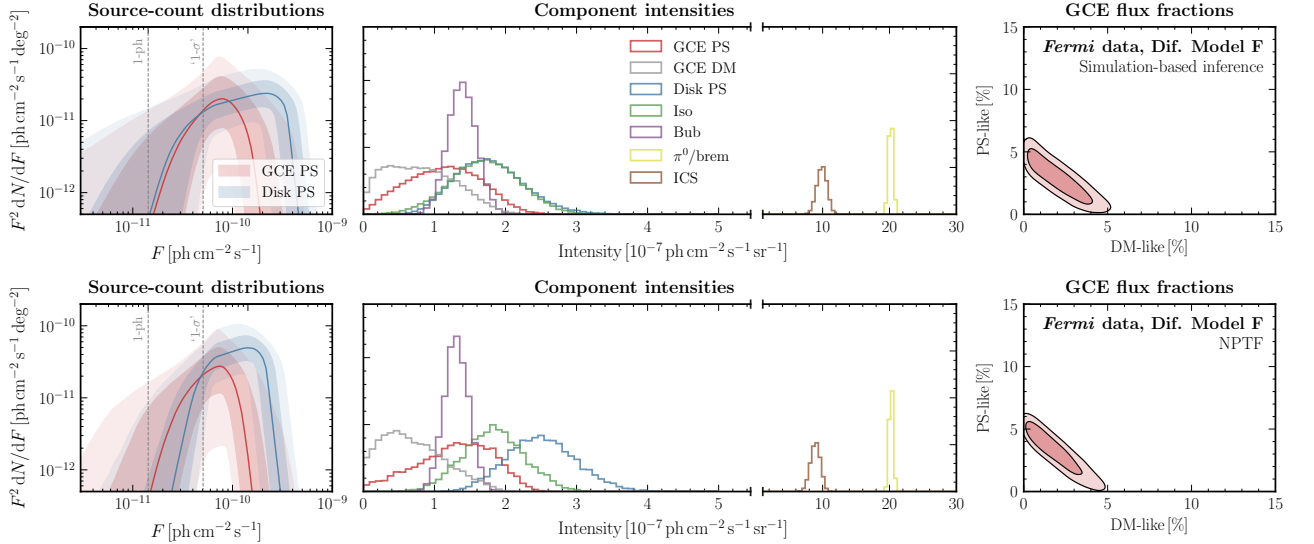 Source-count distributions
Component intensities
GCE flux fractions
F² dN/dF [ph cm⁻² s⁻¹ deg⁻²]
10⁻¹⁰
10⁻¹¹
10⁻¹²
1-ph
‘1-σ’
GCE PS
Disk PS
10⁻¹¹ 10⁻¹⁰ 10⁻⁹
F [ph cm⁻² s⁻¹]
GCE PS
GCE DM
Disk PS
Iso
Bub
π⁰/brem
ICS
0 1 2 3 4 5 10 20 30
Intensity [10⁻⁷ ph cm⁻² s⁻¹ sr⁻¹]
Fermi data, Dif. Model F
Simulation-based inference
PS-like [%]
15
10
5
0
0 5 10 15
DM-like [%]
Source-count distributions
Component intensities
GCE flux fractions
F² dN/dF [ph cm⁻² s⁻¹ deg⁻²]
10⁻¹⁰
10⁻¹¹
10⁻¹²
1-ph
‘1-σ’
10⁻¹¹ 10⁻¹⁰ 10⁻⁹
F [ph cm⁻² s⁻¹]
0 1 2 3 4 5 10 20 30
Intensity [10⁻⁷ ph cm⁻² s⁻¹ sr⁻¹]
Fermi data, Dif. Model F
NPTF
PS-like [%]
15
10
5
0
0 5 10 15
DM-like [%]